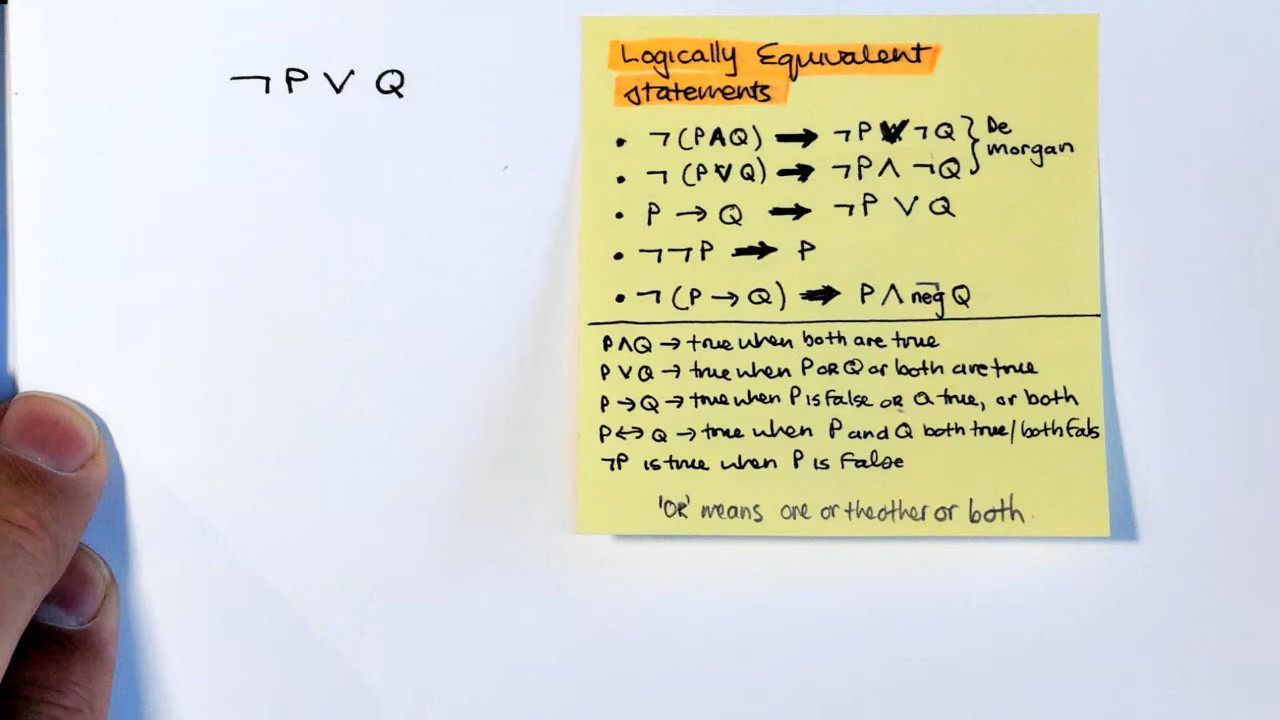 ¬ P ∨ Q
Logically Equivalent
statements
• ¬ (P ∧ Q) → ¬P ∨ ¬Q } De
morgan
• ¬ (P ∨ Q) → ¬P ∧ ¬Q
• P → Q → ¬P ∨ Q
• ¬¬P → P
• ¬ (P → Q) → P ∧ neg Q
P ∧ Q → true when both are true
P ∨ Q → true when P OR Q or both are true
P → Q → true when P is False OR Q true, or both
P ↔ Q → true when P and Q both true/both Fals
¬P is true when P is False
'OR' means one or the other or both